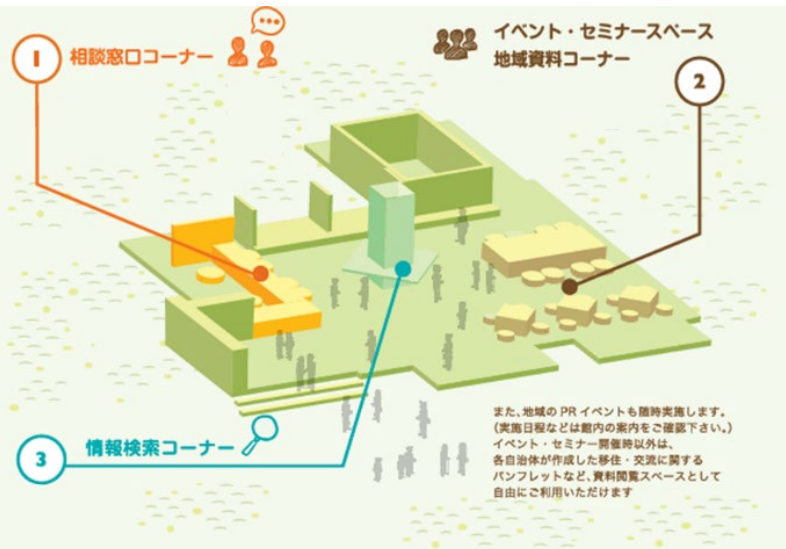 1 相談窓口コーナー
イベント・セミナースペース
地域資料コーナー
2
3 情報検索コーナー
また、地域のPRイベントも随時実施します。
(実施日程などは館内の案内をご確認下さい。)
イベント・セミナー開催時以外は、
各自治体が作成した移住・交流に関する
パンフレットなど、資料閲覧スペースとして
自由にご利用いただけます